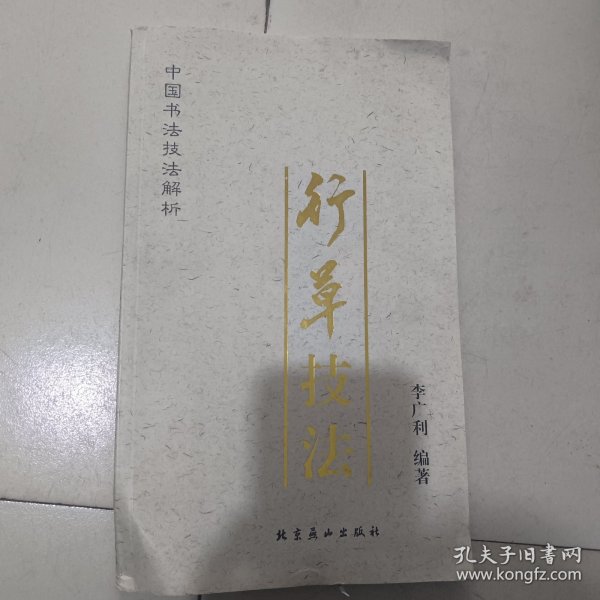 中国书法技法解析
行草技法
李广利 编著
北京燕山出版社
孔夫子旧书网
www.kongfz.com